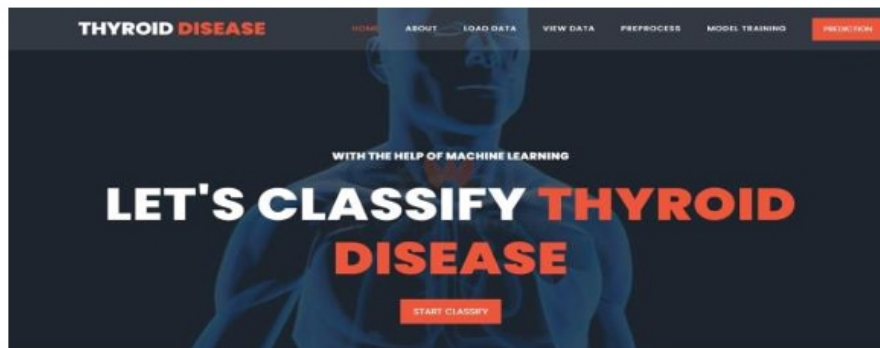 THYROID DISEASE HOME ABOUT LOAD DATA VIEW DATA PREPROCESS MODEL TRAINING PREDICTION
WITH THE HELP OF MACHINE LEARNING
LET'S CLASSIFY THYROID
DISEASE
START CLASSIFY